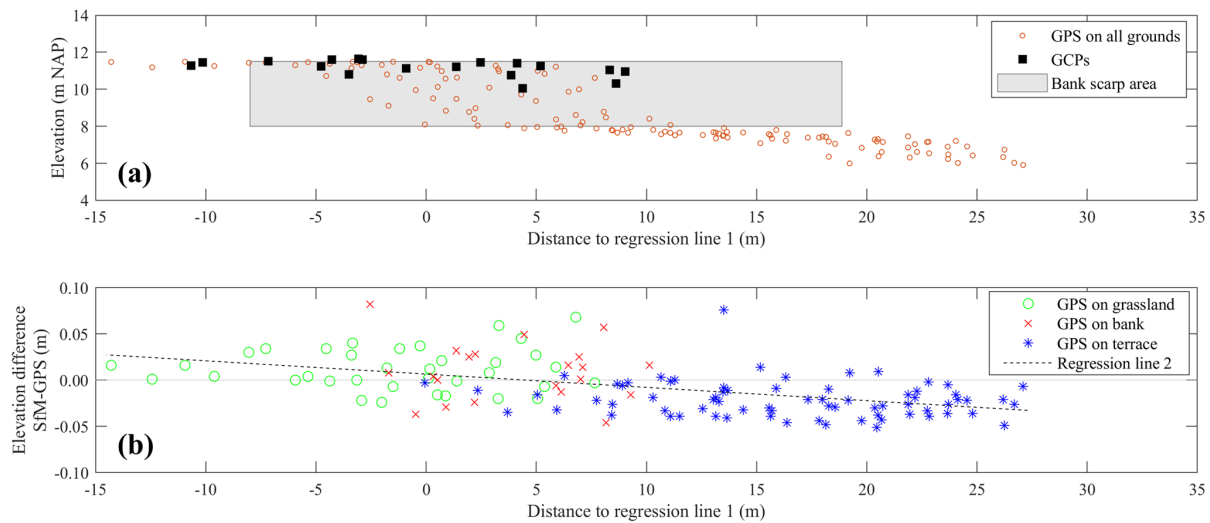 14
12
10
8
6
4
Elevation (m NAP)
(a)
GPS on all grounds
GCPs
Bank scarp area
-15 -10 -5 0 5 10 15 20 25 30 35
Distance to regression line 1 (m)
0.10
0.05
0.00
-0.05
-0.10
Elevation difference
SfM-GPS (m)
(b)
GPS on grassland
GPS on bank
GPS on terrace
Regression line 2
-15 -10 -5 0 5 10 15 20 25 30 35
Distance to regression line 1 (m)